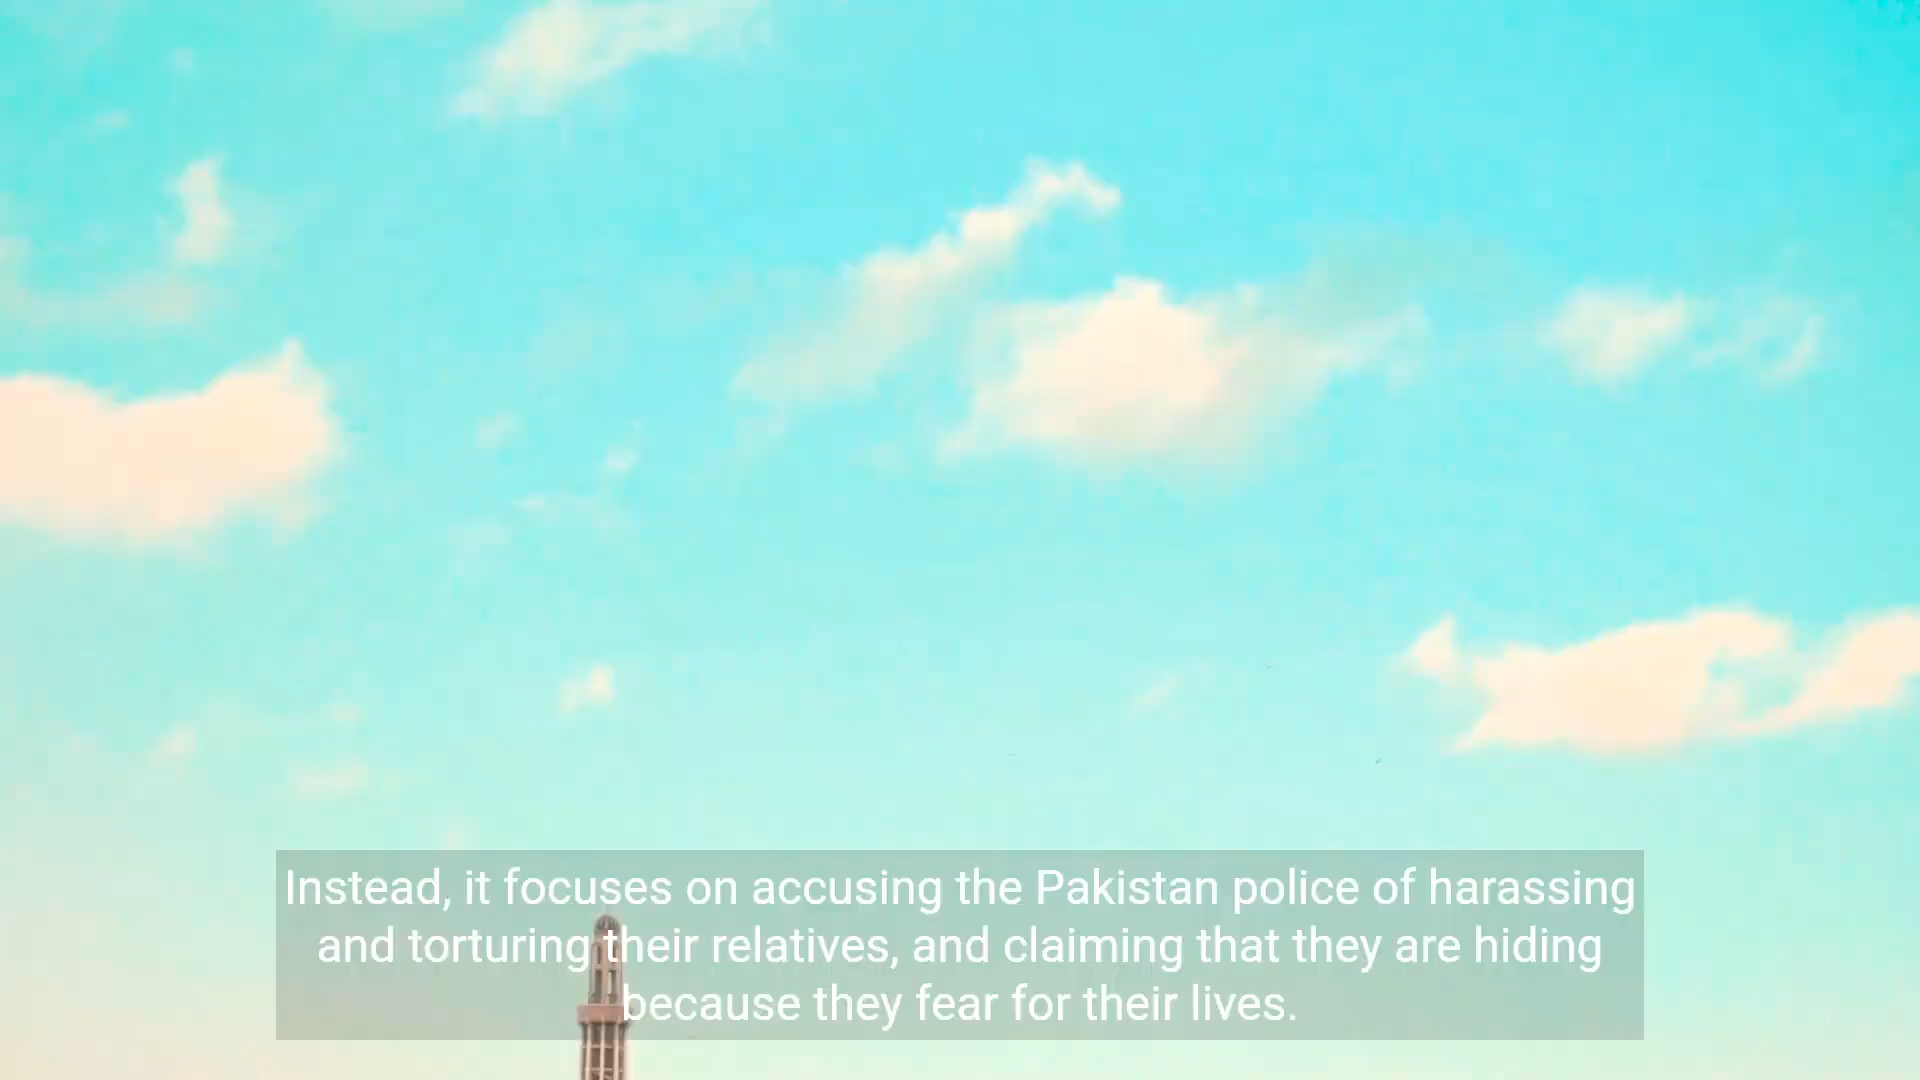 Instead, it focuses on accusing the Pakistan police of harassing
and torturing their relatives, and claiming that they are hiding
because they fear for their lives.